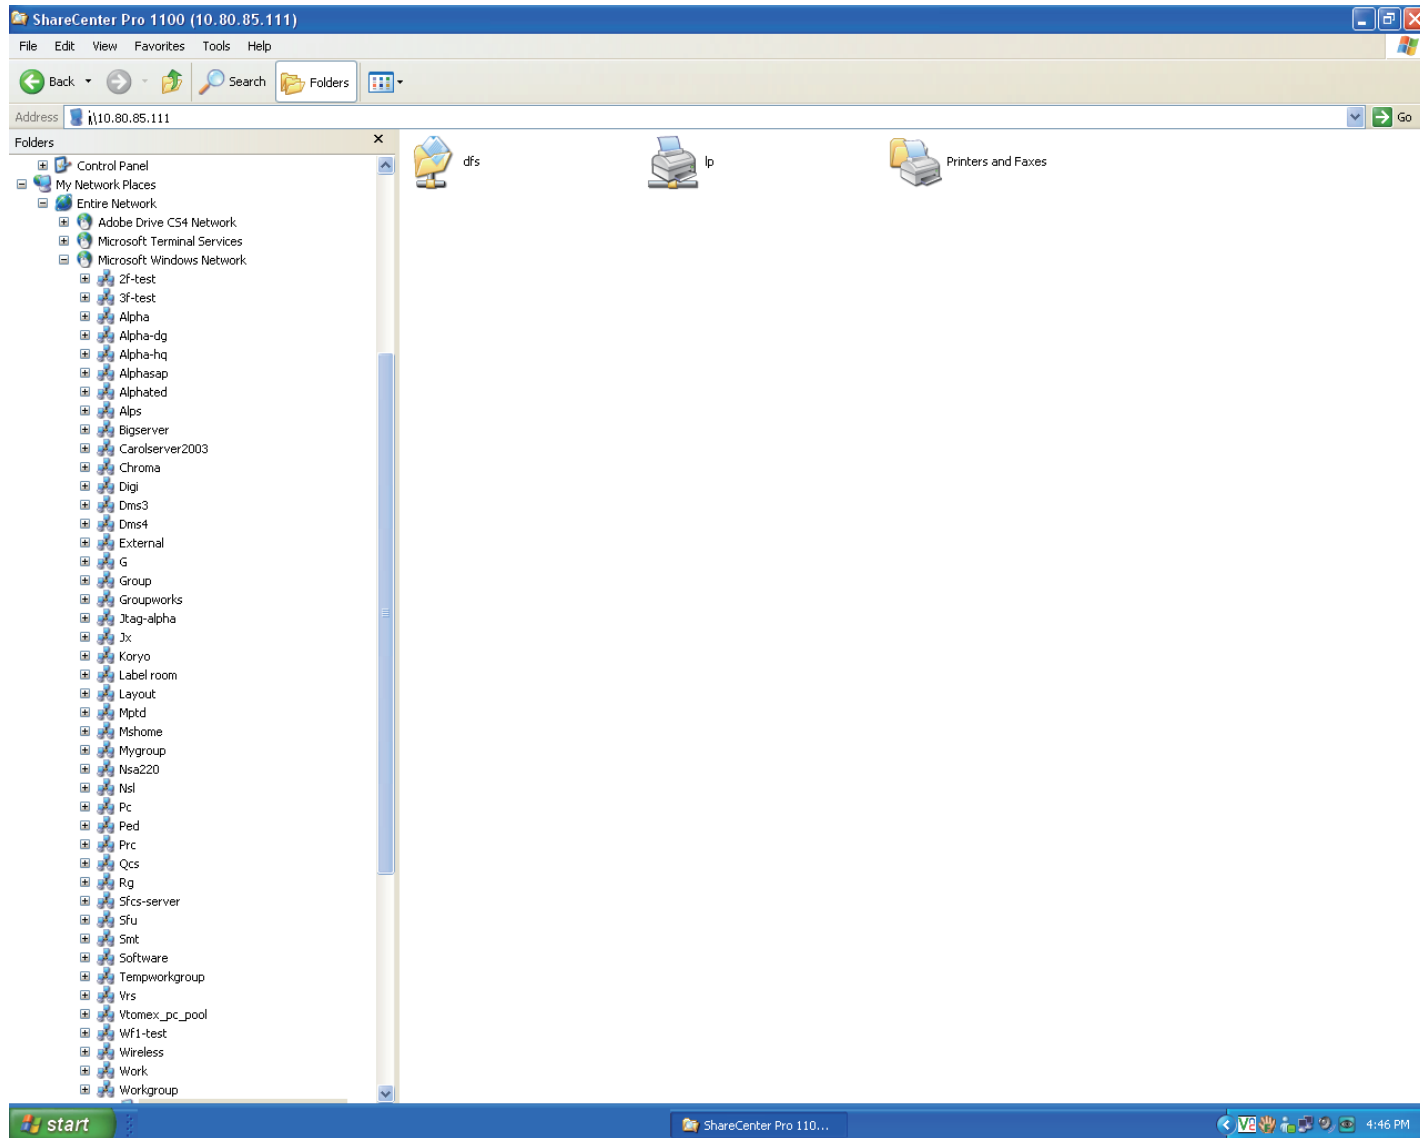 ShareCenter Pro 1100 (10.80.85.111)
File Edit View Favorites Tools Help
Back Search Folders
Address \\10.80.85.111 Go
Folders
Control Panel
My Network Places
Entire Network
Adobe Drive CS4 Network
Microsoft Terminal Services
Microsoft Windows Network
2f-test
3f-test
Alpha
Alpha-dg
Alpha-hq
Alphasap
Alphated
Alps
Bigserver
Carolserver2003
Chroma
Digi
Dms3
Dms4
External
G
Group
Groupworks
Jtag-alpha
Jx
Koryo
Label room
Layout
Mptd
Mshome
Mygroup
Nsa220
Nsl
Pc
Ped
Prc
Qcs
Rg
Sfcs-server
Sfu
Smt
Software
Tempworkgroup
Vrs
Vtomex_pc_pool
Wf1-test
Wireless
Work
Workgroup
dfs
lp
Printers and Faxes
start
ShareCenter Pro 110...
4:46 PM